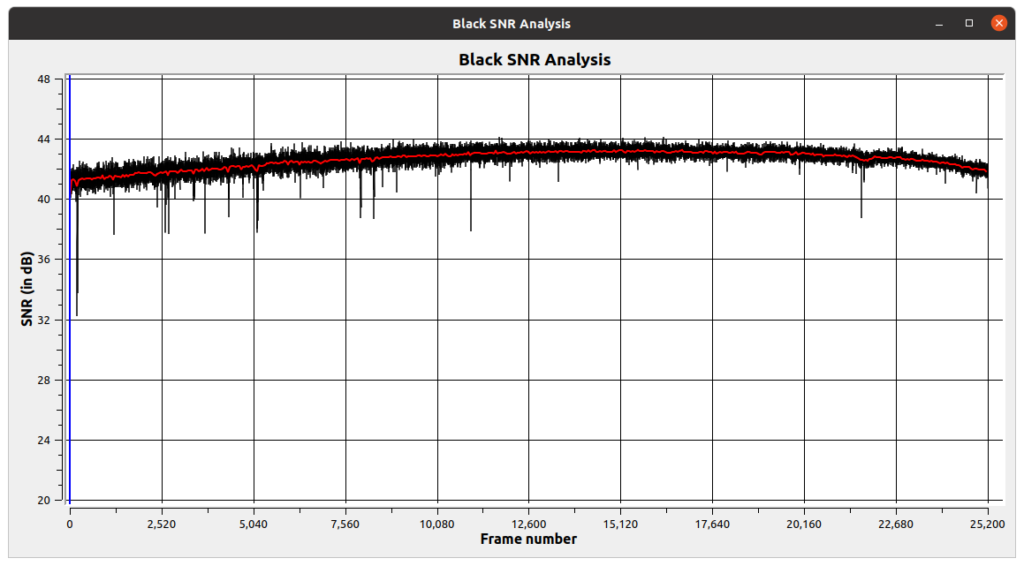 Black SNR Analysis
Black SNR Analysis
48
44
40
36
32
28
24
20
SNR (in dB)
0 2,520 5,040 7,560 10,080 12,600 15,120 17,640 20,160 22,680 25,200
Frame number